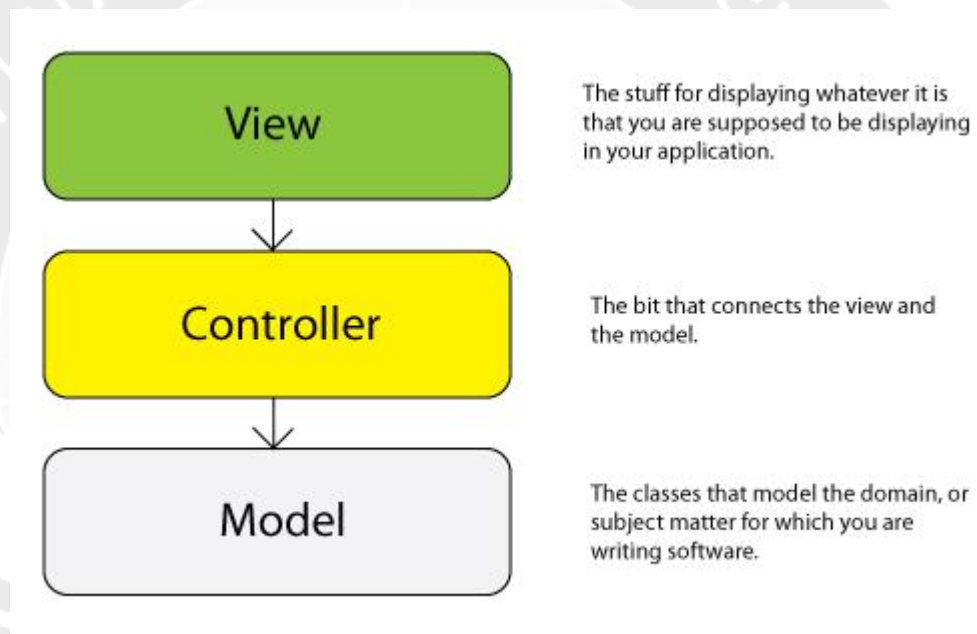 View
The stuff for displaying whatever it is
that you are supposed to be displaying
in your application.
Controller
The bit that connects the view and
the model.
Model
The classes that model the domain, or
subject matter for which you are
writing software.